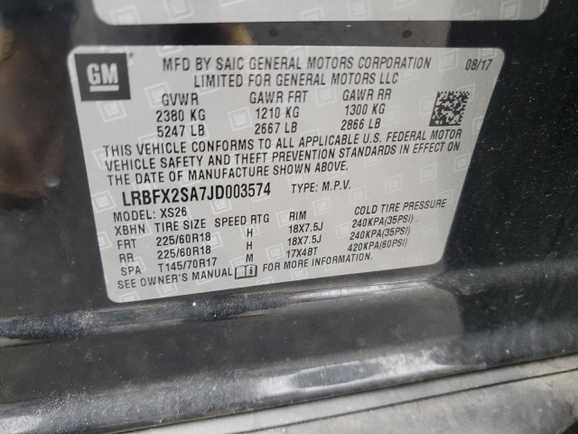 GM
MFD BY SAIC GENERAL MOTORS CORPORATION 08/17
LIMITED FOR GENERAL MOTORS LLC
GVWR GAWR FRT GAWR RR
2380 KG 1210 KG 1300 KG
5247 LB 2667 LB 2866 LB
THIS VEHICLE CONFORMS TO ALL APPLICABLE U.S. FEDERAL MOTOR
VEHICLE SAFETY AND THEFT PREVENTION STANDARDS IN EFFECT ON
THE DATE OF MANUFACTURE SHOWN ABOVE.
LRBFX2SA7JD003574 TYPE: M.P.V.
MODEL: XS26
XBHN TIRE SIZE SPEED RTG RIM COLD TIRE PRESSURE
FRT 225/60R18 H 18X7.5J 240KPA(35PSI)
RR 225/60R18 H 18X7.5J 240KPA(35PSI)
SPA T145/70R17 M 17X4BT 420KPA(60PSI)
SEE OWNER'S MANUAL FOR MORE INFORMATION.